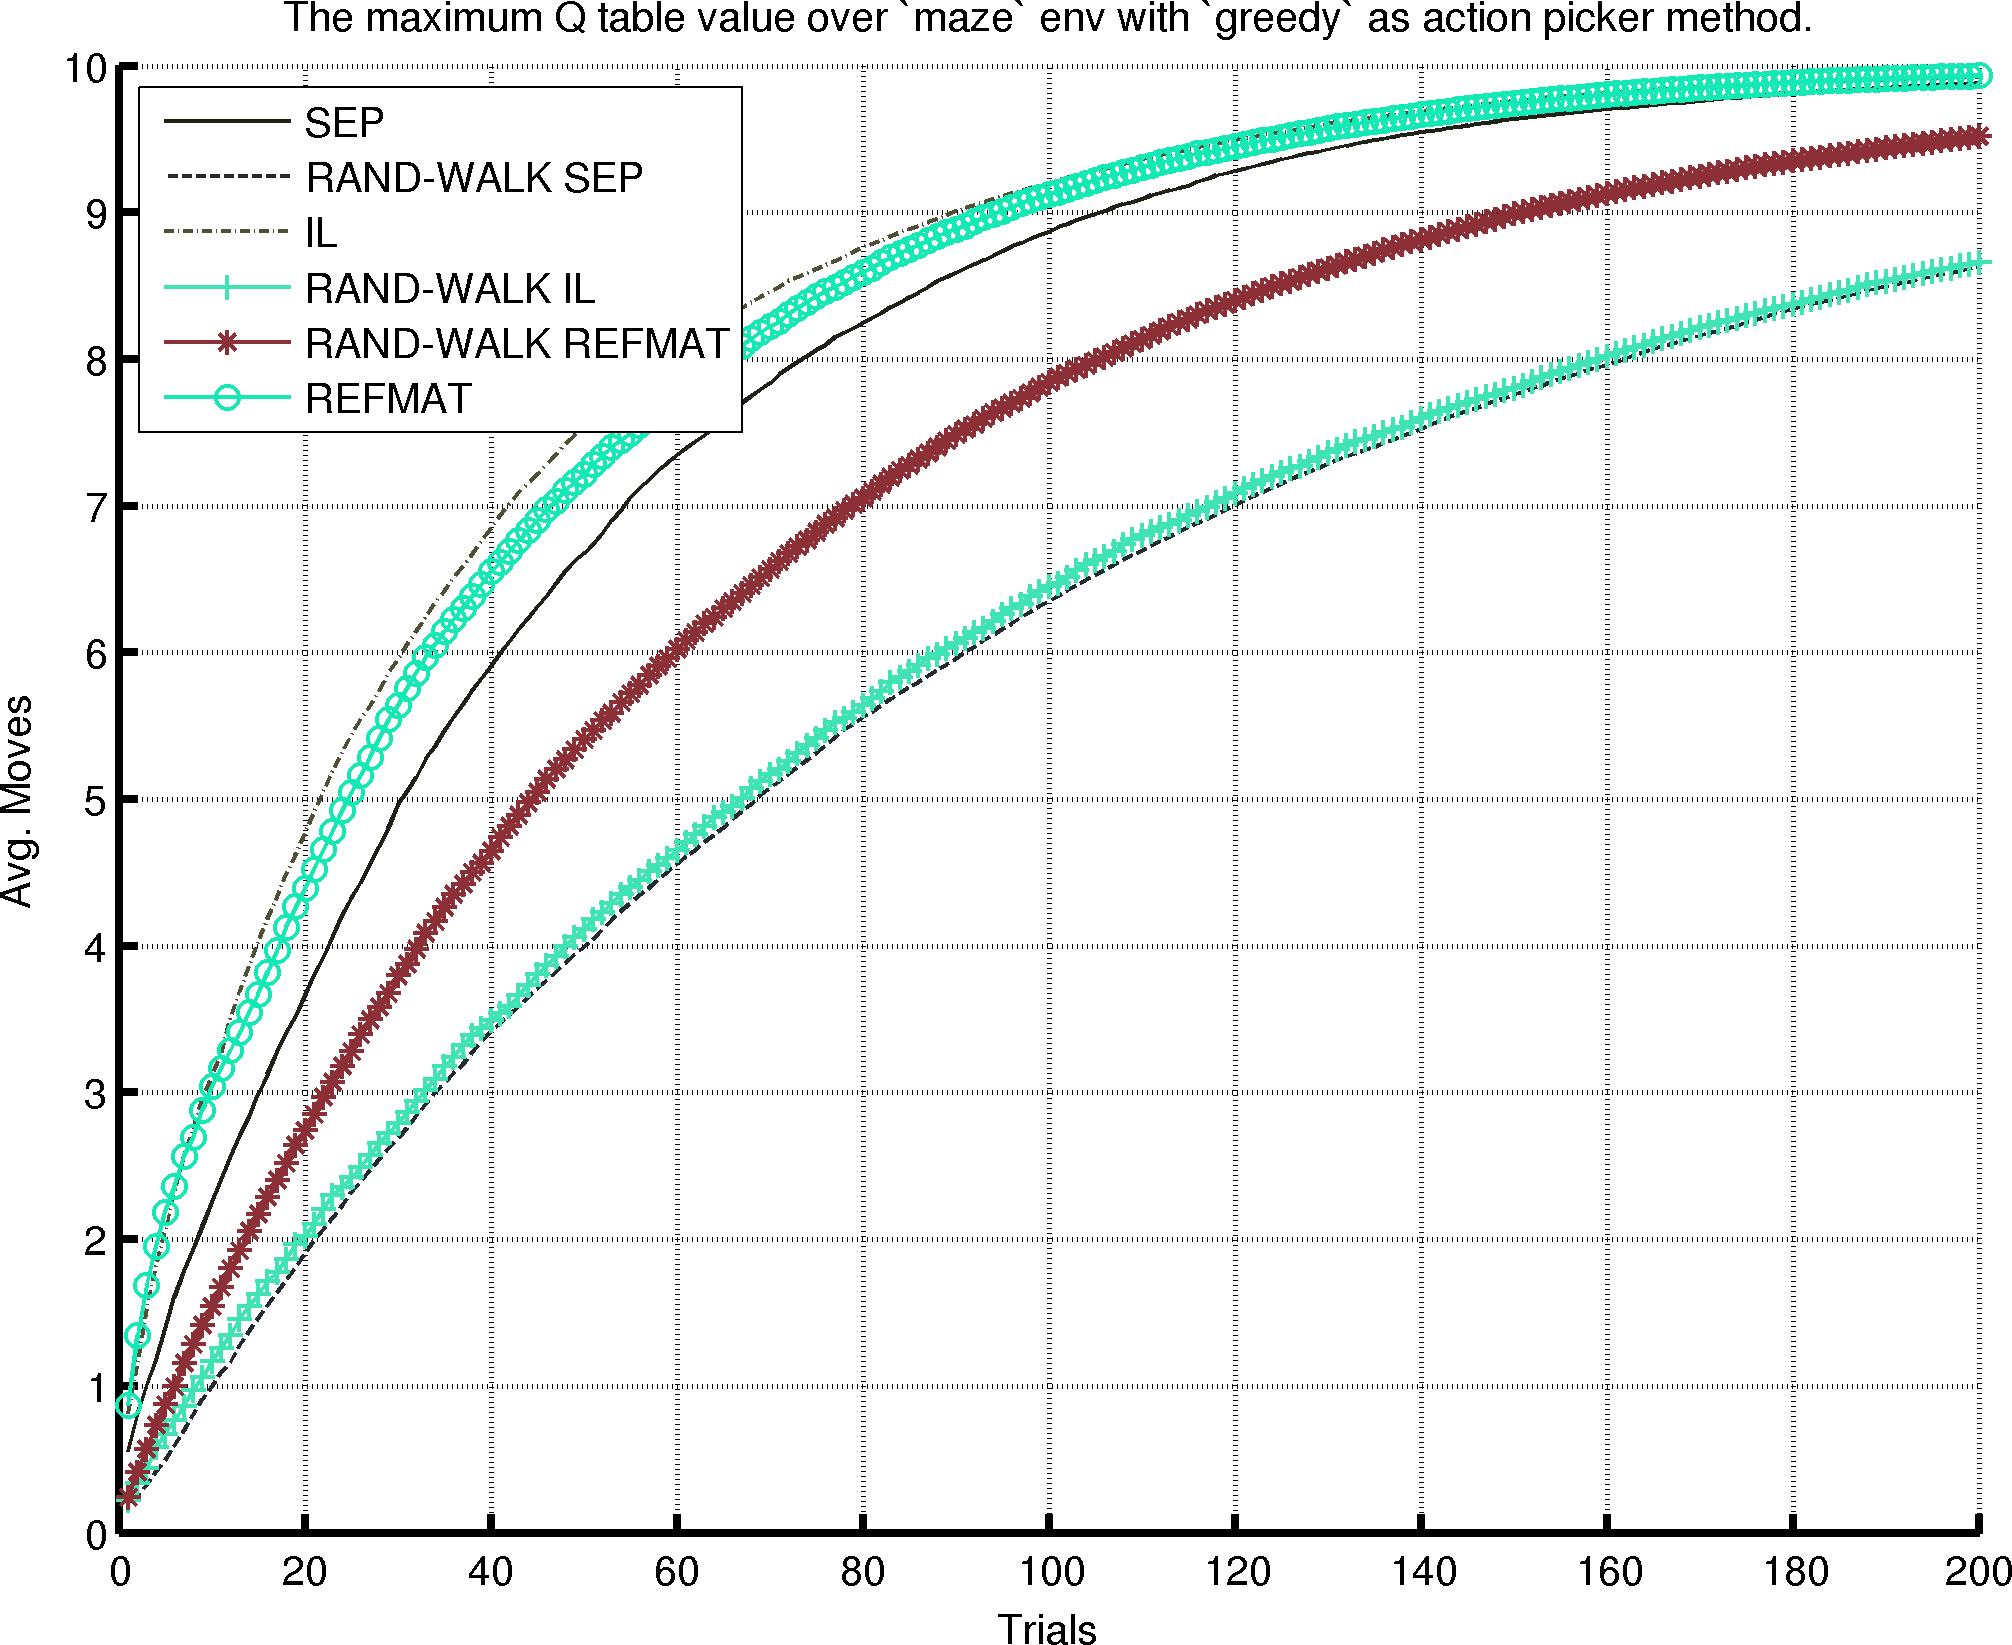 The maximum Q table value over `maze` env with `greedy` as action picker method.
10
9
8
7
6
5
4
3
2
1
0
Avg. Moves
SEP
RAND-WALK SEP
IL
RAND-WALK IL
RAND-WALK REFMAT
REFMAT
0 20 40 60 80 100 120 140 160 180 200
Trials